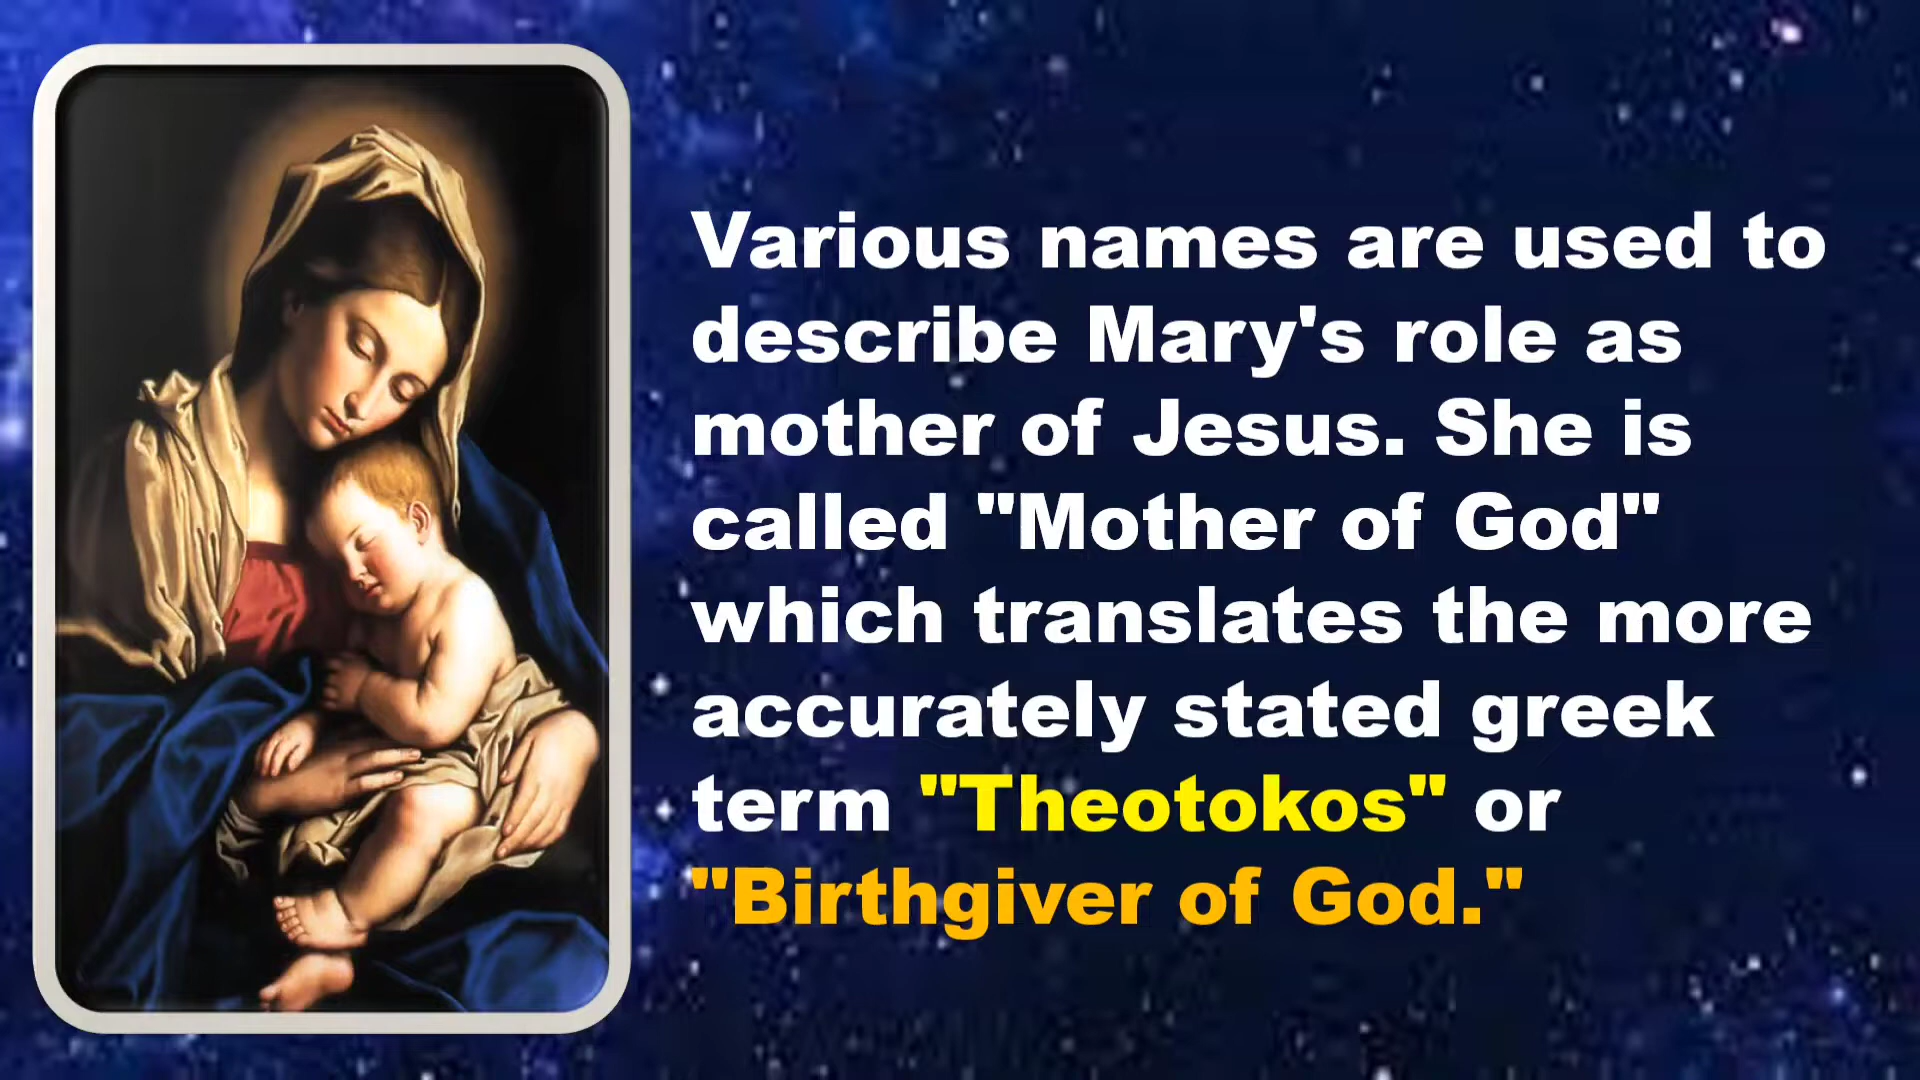 Various names are used to
describe Mary's role as
mother of Jesus. She is
called "Mother of God"
which translates the more
accurately stated greek
term "Theotokos" or
"Birthgiver of God."